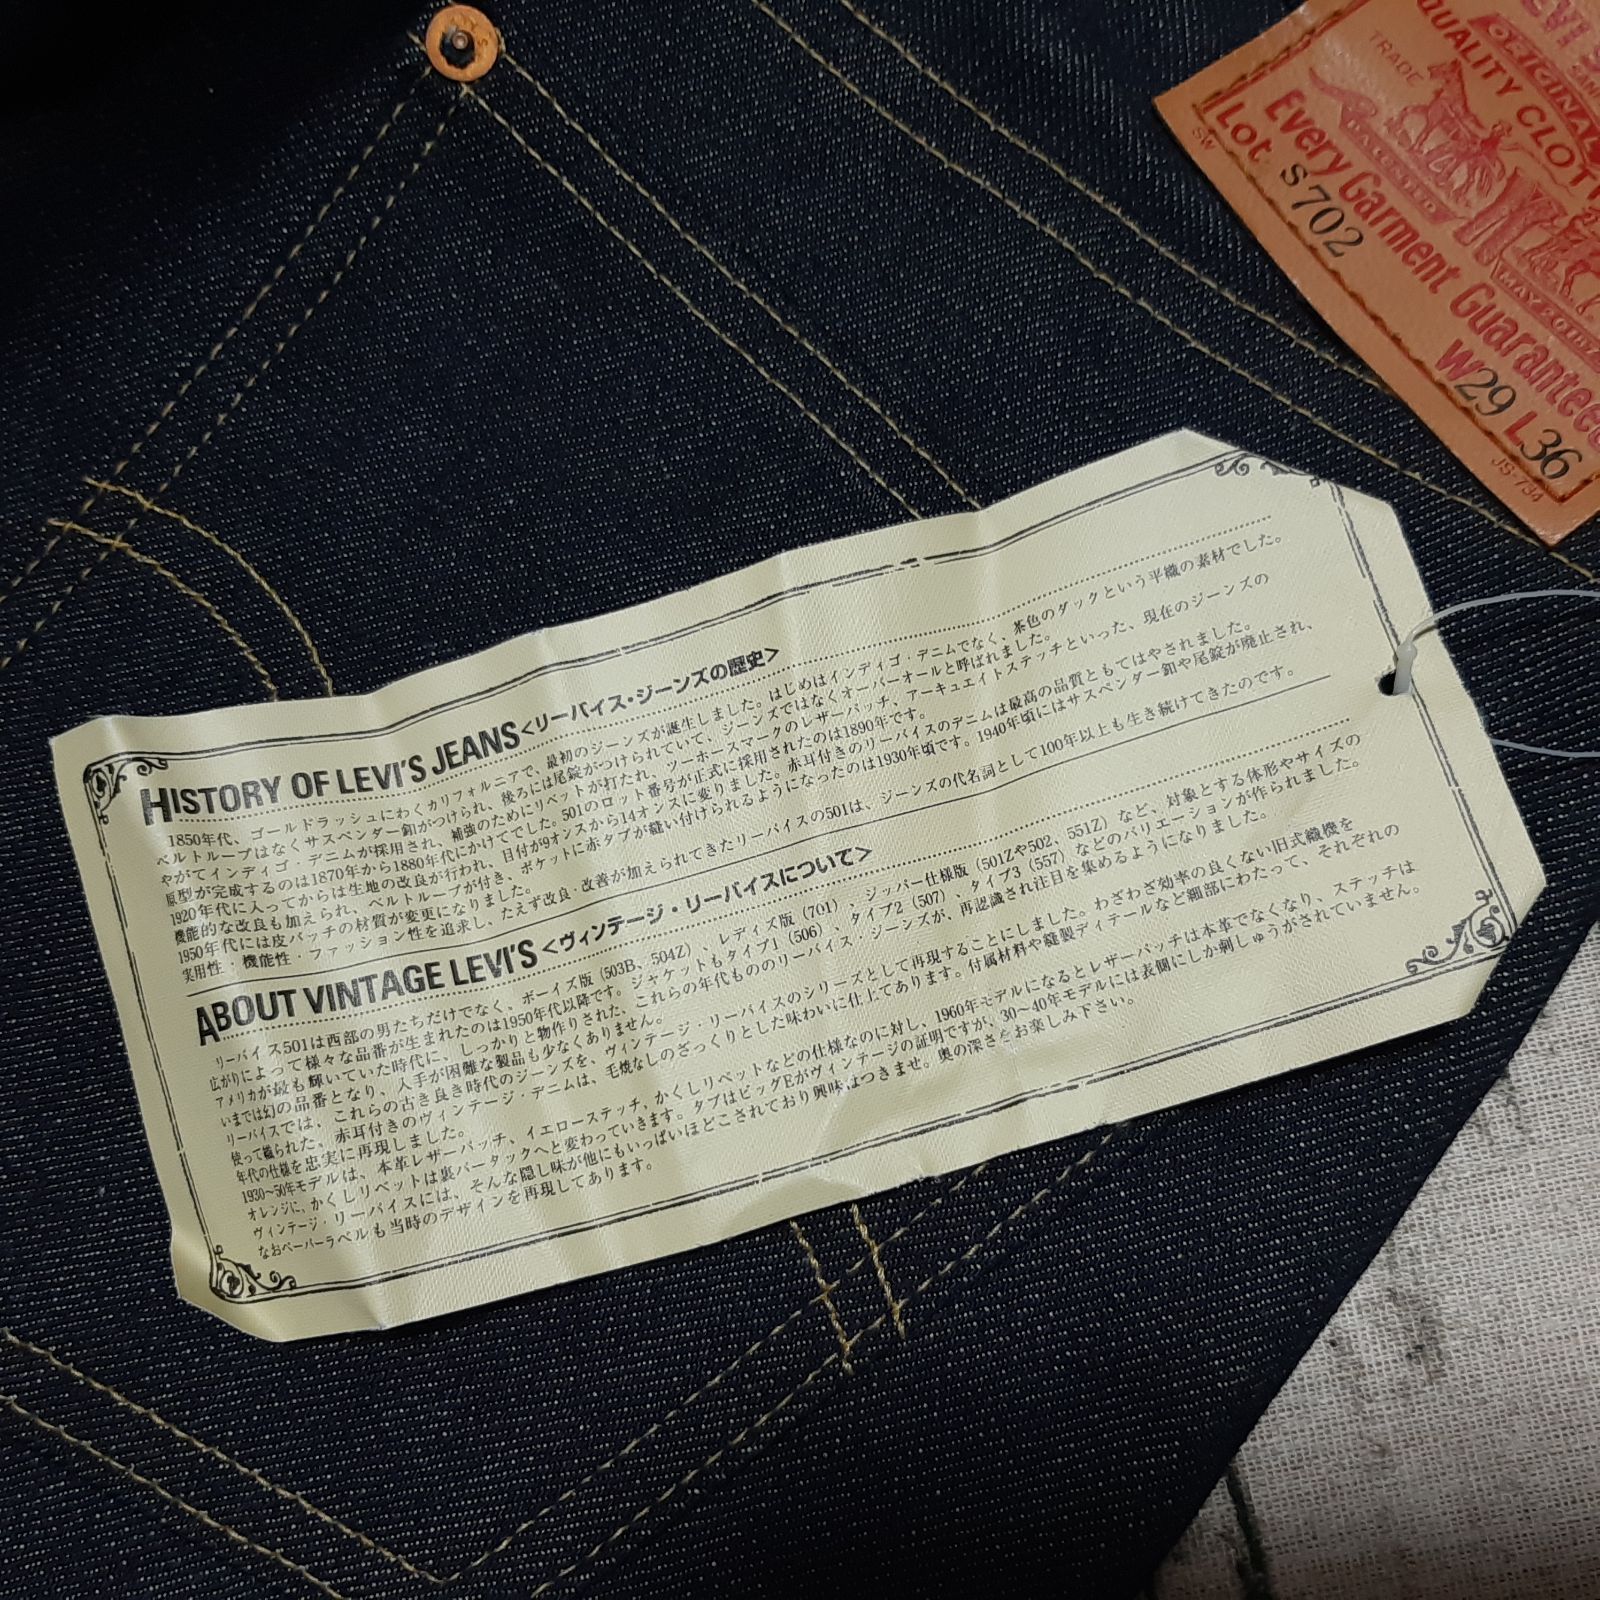 LEVI S
ORIGINAL
QUALITY CLOT
TRADE
PATENTED
MAY 20
Every Garment Guaranteed
SW
Lot S702
W29 L36
JS-734
HISTORY OF LEVI'S JEANS <リーバイス・ジーンズの歴史>
1850年代、ゴールドラッシュにわくカリフォルニアで、最初のジーンズが誕生しました。はじめはインディゴ・デニムでなく、茶色のダックという平織の素材でした。
ベルトループはなくサスペンダー釦がつけられ、後ろには尾錠がつけられていて、ジーンズではなくオーバーオールと呼ばれました。
やがてインディゴ・デニムが採用され、補強のためにリベットが打たれ、ツーホースマークのレザーパッチ、アーキュエイトステッチといった、現在のジーンズの
原型が完成するのは1870年から1880年代にかけてでした。501のロット番号が正式に採用されたのは1890年です。
1920年代に入ってからは生地の改良が行われ、目付が9オンスから14オンスに変りました。赤耳付きのリーバイスのデニムは最高の品質ともてはやされました。
機能的な改良も加えられ、ベルトループが付き、ポケットに赤タブが縫い付けられるようになったのは1930年頃です。1940年頃にはサスペンダー釦や尾錠が廃止され、
1950年代には皮パッチの材質が変更になりました。
実用性・機能性・ファッション性を追求し、たえず改良・改善が加えられてきたリーバイスの501は、ジーンズの代名詞として100年以上も生き続けてきたのです。
ABOUT VINTAGE LEVI'S <ヴィンテージ・リーバイスについて>
リーバイス501は西部の男たちだけでなく、ボーイズ版（503B、504Z）、レディズ版（701）、ジッパー仕様版（501Zや502、551Z）など、対象とする体形やサイズの
広がりによって様々な品番が生まれたのは1950年代以降です。ジャケットもタイプ1（506）、タイプ2（507）、タイプ3（557）などのバリエーションが作られました。
アメリカが最も輝いていた時代に、しっかりと物作りされた、これらの年代もののリーバイス・ジーンズが、再認識され注目を集めるようになりました。
いまでは幻の品番となり、入手が困難な製品も少なくありません。
リーバイスでは、これらの古き良き時代のジーンズを、ヴィンテージ・リーバイスのシリーズとして再現することにしました。わざわざ効率の良くない旧式織機を
使って織られた、赤耳付きのヴィンテージ・デニムは、毛焼なしのざっくりとした味わいに仕上てあります。付属材料や縫製ディテールなど細部にわたって、それぞれの
年代の仕様を忠実に再現しました。
1930〜50年モデルは、本革レザーパッチ、イエローステッチ、かくしリベットなどの仕様なのに対し、1960年モデルになるとレザーパッチは本革でなくなり、ステッチは
オレンジに、かくしリベットは裏バータックへと変わっていきます。タブはビッグEがヴィンテージの証明ですが、30〜40年モデルには表側にしか刺しゅうがされていません。
ヴィンテージ・リーバイスには、そんな隠し味が他にもいっぱいほどこされており興味はつきませ。奥の深さをお楽しみ下さい。
なおペーパーラベルも当時のデザインを再現してあります。